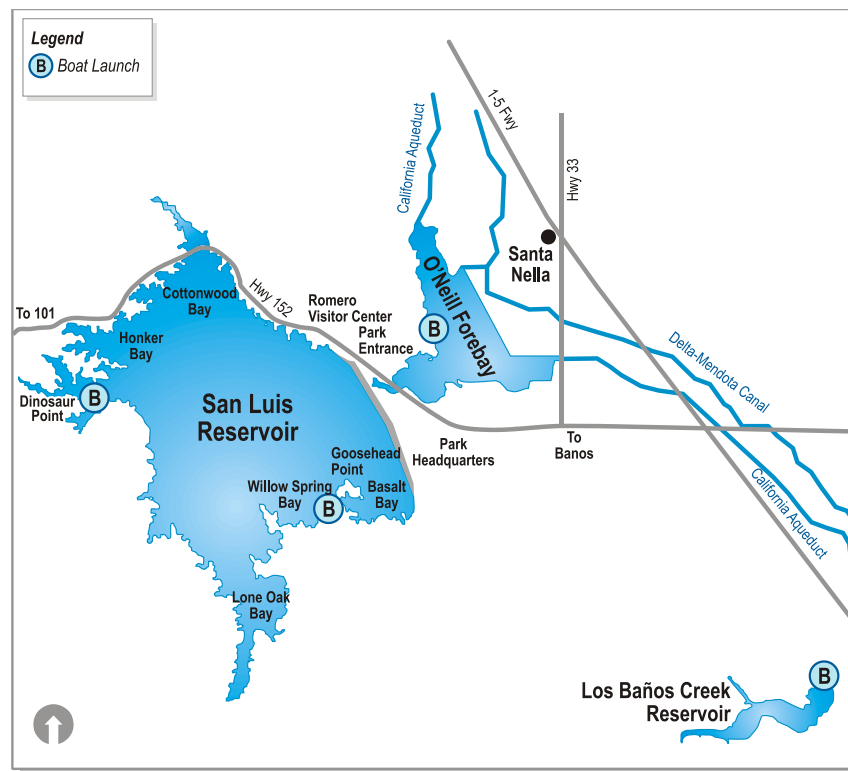 Legend
B Boat Launch
California Aqueduct
1-5 Fwy
Hwy 33
Santa
Nella
O'Neill Forebay
B
Cottonwood
Bay
Hwy 152
Romero
Visitor Center
Park
Entrance
To 101
Honker
Bay
Dinosaur
Point
B
San Luis
Reservoir
Delta-Mendota Canal
Park
Headquarters
To
Banos
Goosehead
Point
Willow Spring
Bay
Basalt
Bay
B
California Aqueduct
Lone Oak
Bay
Los Baños Creek
Reservoir
B